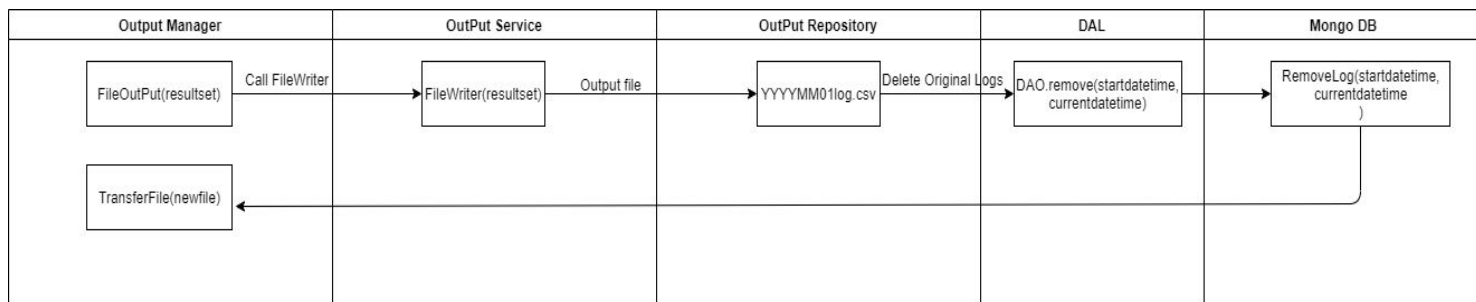 Output Manager
OutPut Service
OutPut Repository
DAL
Mongo DB
FileOutPut(resultset)
Call FileWriter
FileWriter(resultset)
Output file
YYYYMM01log.csv
Delete Original Logs
DAO.remove(startdatetime,
currentdatetime)
RemoveLog(startdatetime,
currentdatetime
)
TransferFile(newfile)